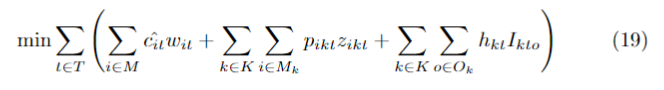 min ∑_{t∈T} ( ∑_{i∈M} ĉ_{it} w_{it} + ∑_{k∈K} ∑_{i∈M_k} p_{ikt} z_{ikt} + ∑_{k∈K} ∑_{o∈O_k} h_{kt} I_{kto} ) (19)